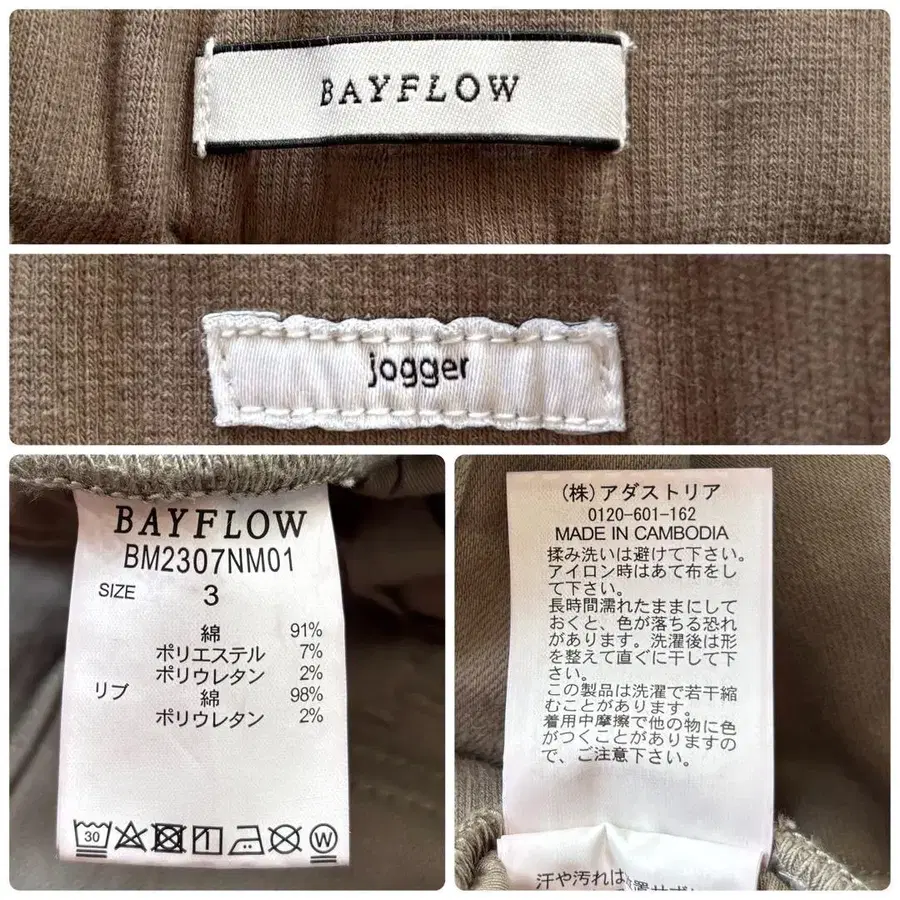 BAYFLOW
jogger
BAYFLOW
BM2307NM01
SIZE 3
綿 91%
ポリエステル 7%
ポリウレタン 2%
リブ 綿 98%
ポリウレタン 2%
30
W
(株)アダストリア
0120-601-162
MADE IN CAMBODIA
揉み洗いは避けて下さい。
アイロン時はあて布をし
て下さい。
長時間濡れたままにして
おくと、色が落ちる恐れ
があります。洗濯後は形
を整えて直ぐに干して下
さい。
この製品は洗濯で若干縮
むことがあります。
着用中摩擦で他の物に色
がつくことがありますの
で、ご注意下さい。
汗や汚れは